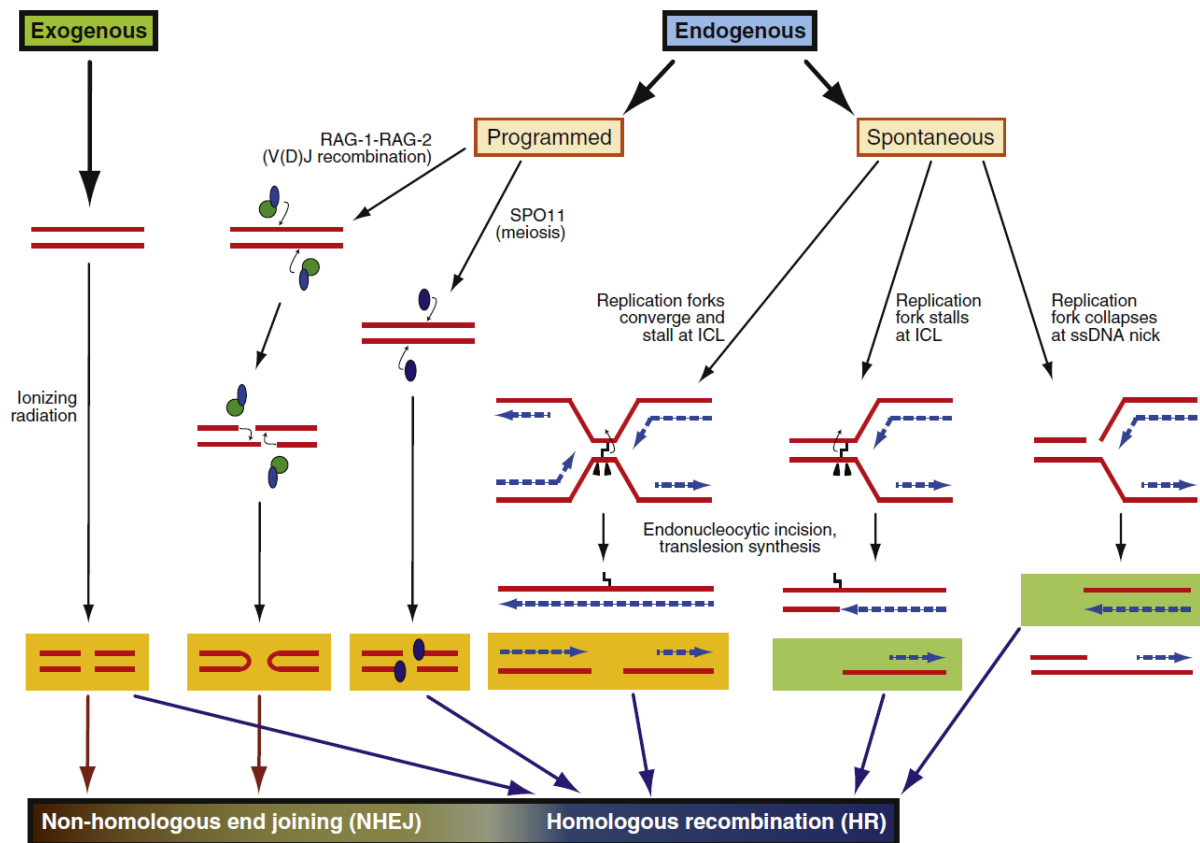 Exogenous
Endogenous
Programmed
Spontaneous
RAG-1-RAG-2
(V(D)J recombination)
SPO11
(meiosis)
Replication forks
converge and
stall at ICL
Replication
fork stalls
at ICL
Replication
fork collapses
at ssDNA nick
Ionizing
radiation
Endonucleocytic incision,
translesion synthesis
Non-homologous end joining (NHEJ)
Homologous recombination (HR)